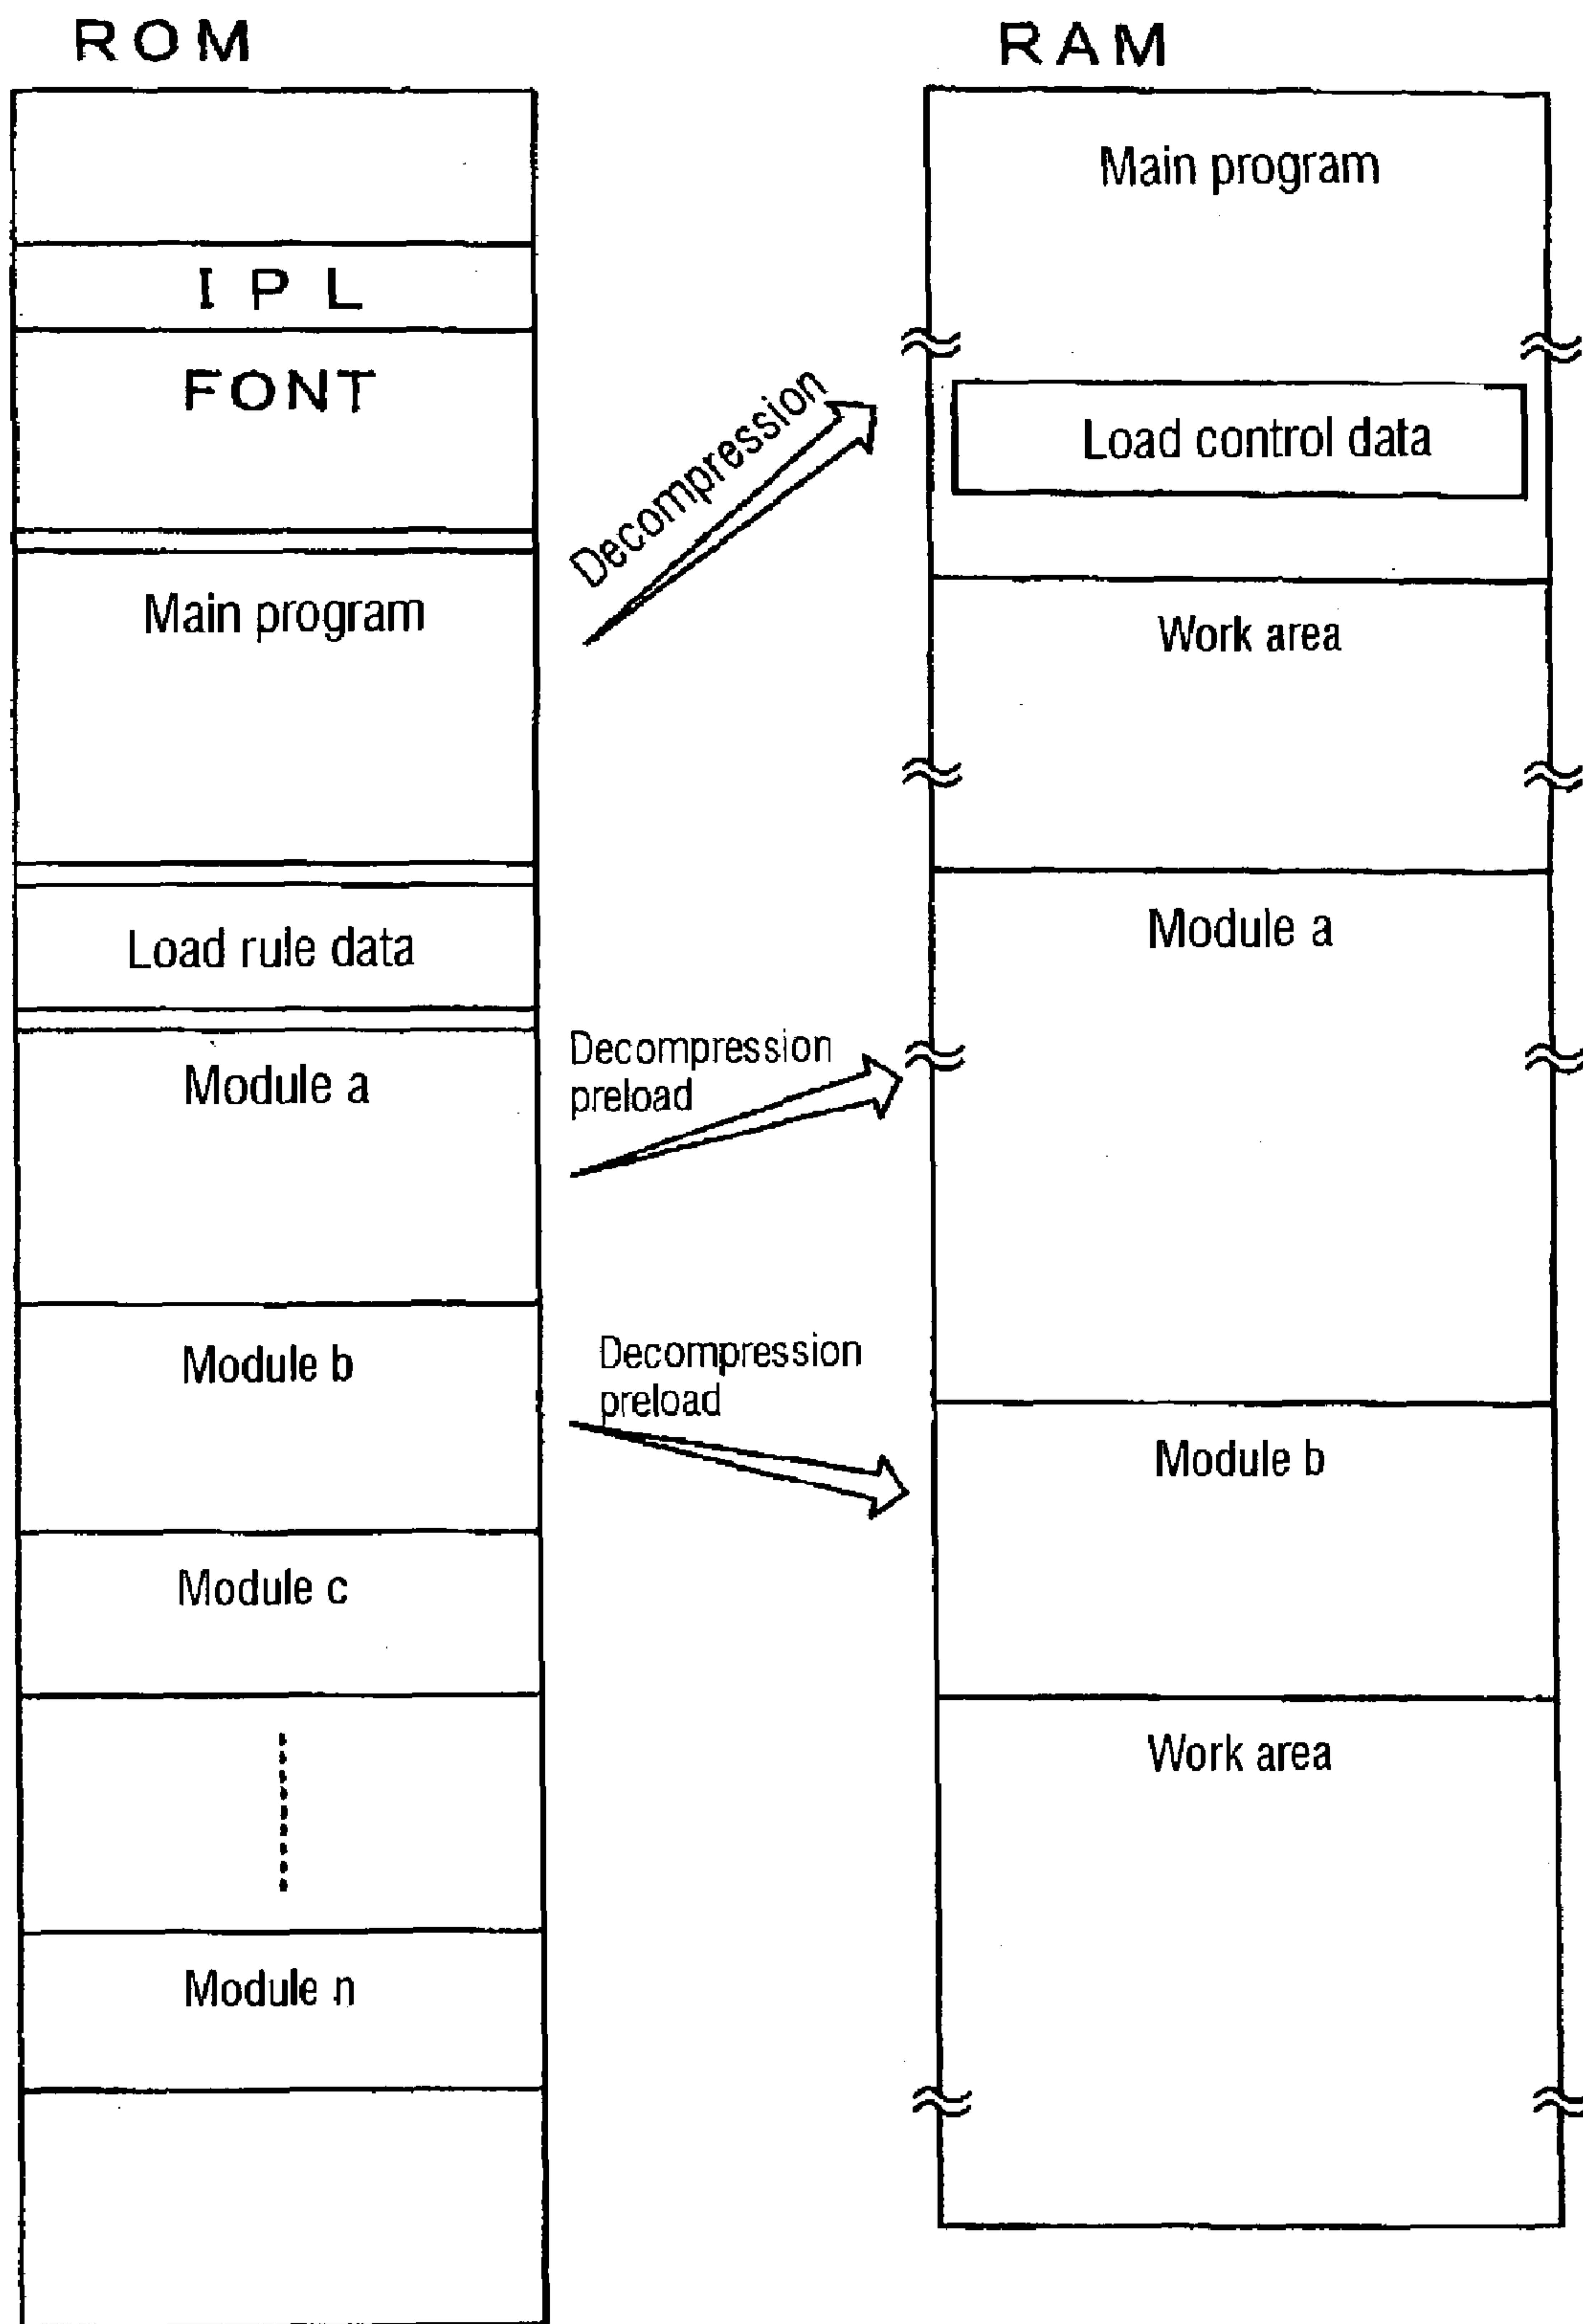 ROM
IPL
FONT
Main program
Load rule data
Module a
Module b
Module c
Module n
Decompression
Decompression
preload
Decompression
preload
RAM
Main program
Load control data
Work area
Module a
Module b
Work area